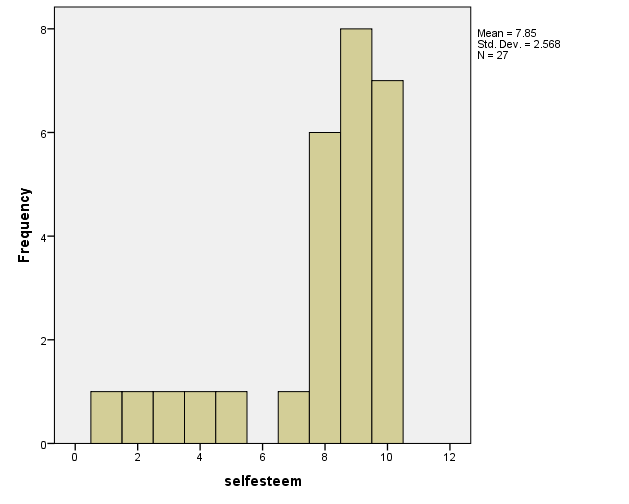 8
6
4
2
0
Frequency
0 2 4 6 8 10 12
selfesteem
Mean = 7.85
Std. Dev. = 2.568
N = 27